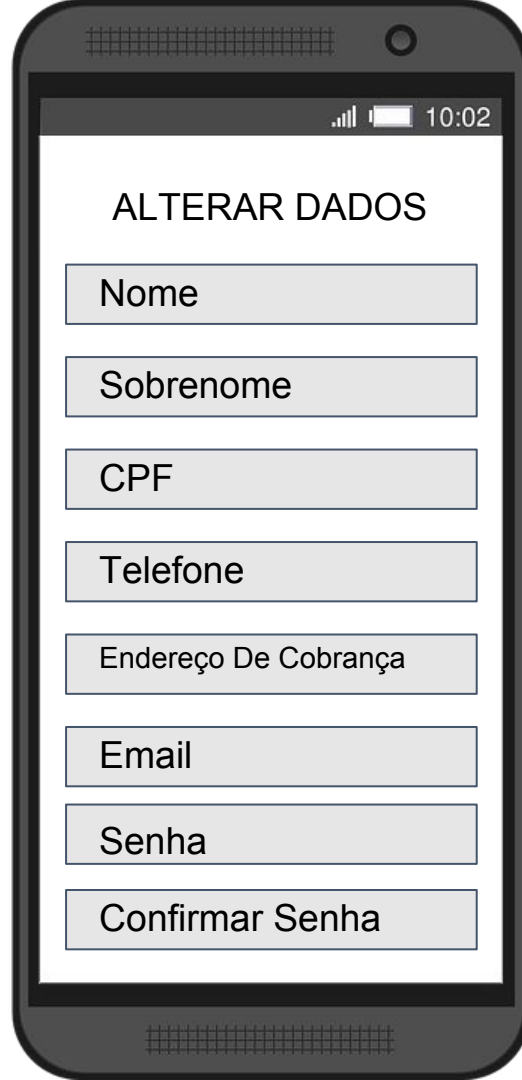 10:02
ALTERAR DADOS
Nome
Sobrenome
CPF
Telefone
Endereço De Cobrança
Email
Senha
Confirmar Senha